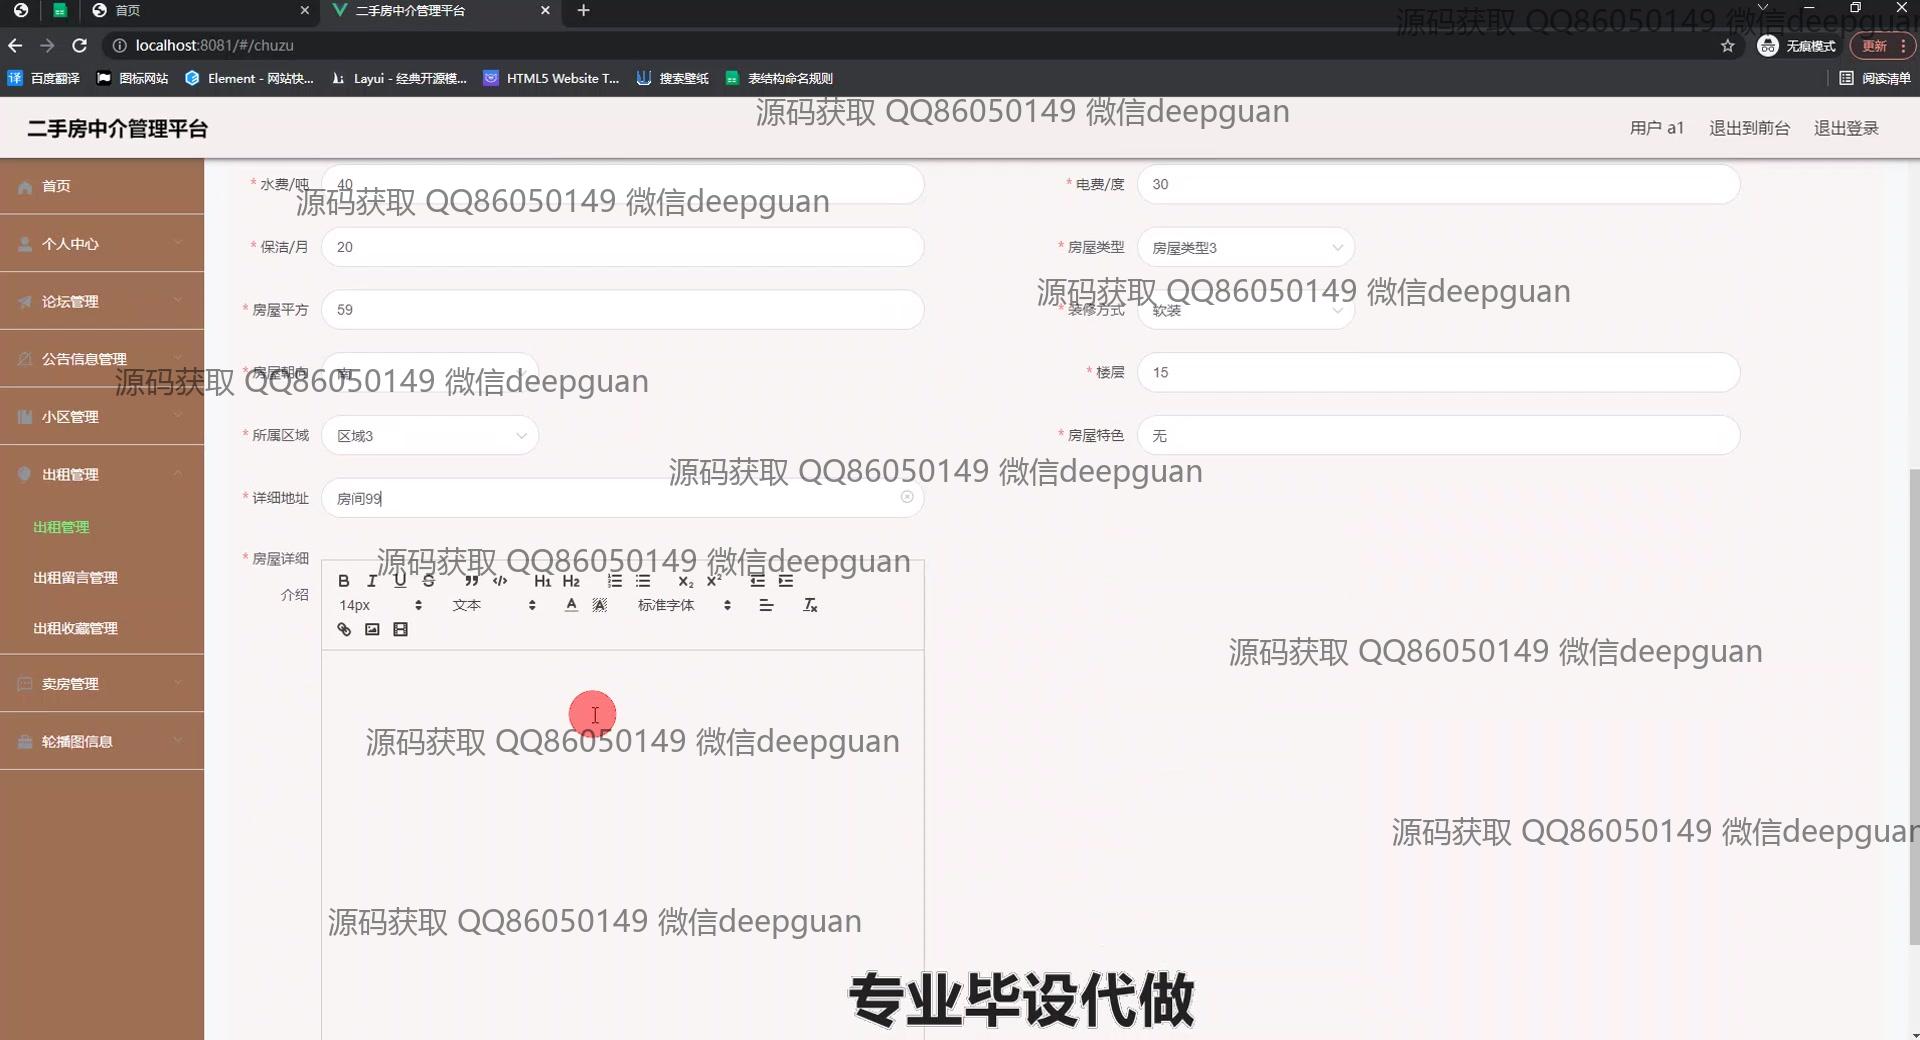 首页
二手房中介管理平台
源码获取 QQ86050149 微信deepguan
localhost:8081/#/chuzu
无痕模式
更新
百度翻译
图标网站
Element - 网站快...
Layui - 经典开源模...
HTML5 Website T...
搜索壁纸
表结构命名规则
阅读清单
源码获取 QQ86050149 微信deepguan
二手房中介管理平台
用户 a1
退出到前台
退出登录
首页
个人中心
论坛管理
公告信息管理
小区管理
出租管理
出租管理
出租留言管理
出租收藏管理
卖房管理
轮播图信息
* 水费/吨 40
* 电费/度 30
源码获取 QQ86050149 微信deepguan
* 保洁/月 20
* 房屋类型 房屋类型3
源码获取 QQ86050149 微信deepguan
* 房屋平方 59
* 装修方式 软装
* 房屋朝向 南
* 楼层 15
源码获取 QQ86050149 微信deepguan
* 所属区域 区域3
* 房屋特色 无
源码获取 QQ86050149 微信deepguan
* 详细地址 房间99
* 房屋详细
介绍
源码获取 QQ86050149 微信deepguan
B I U S H1 H2 X2 X2
14px 文本 A A 标准字体
源码获取 QQ86050149 微信deepguan
源码获取 QQ86050149 微信deepguan
源码获取 QQ86050149 微信deepguan
源码获取 QQ86050149 微信deepguan
专业毕设代做